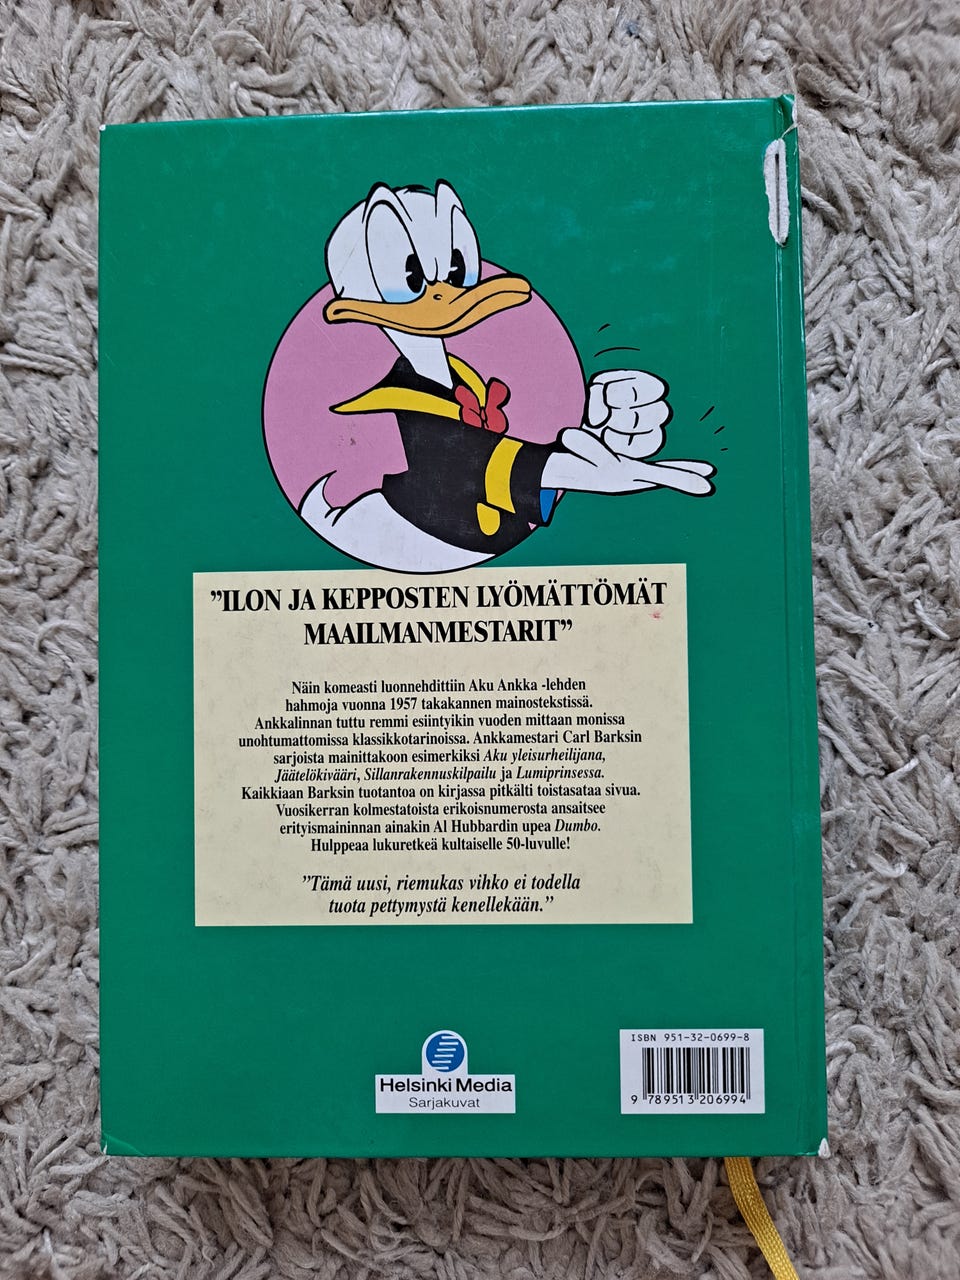 ”ILON JA KEPPOSTEN LYÖMÄTTÖMÄT
MAAILMANMESTARIT”
Näin komeasti luonnehdittiin Aku Ankka -lehden
hahmoja vuonna 1957 takakannen mainostekstissä.
Ankkalinnan tuttu remmi esiintyikin vuoden mittaan monissa
unohtumattomissa klassikkotarinoissa. Ankkamestari Carl Barksin
sarjoista mainittakoon esimerkiksi Aku yleisurheilijana,
Jäätelökivääri, Sillanrakennuskilpailu ja Lumiprinsessa.
Kaikkiaan Barksin tuotantoa on kirjassa pitkälti toistasataa sivua.
Vuosikerran kolmestatoista erikoisnumerosta ansaitsee
erityismaininnan ainakin Al Hubbardin upea Dumbo.
Hulppeaa lukuretkeä kultaiselle 50-luvulle!
”Tämä uusi, riemukas vihko ei todella
tuota pettymystä kenellekään.”
Helsinki Media
Sarjakuvat
ISBN 951-32-0699-8
9 789513 206994